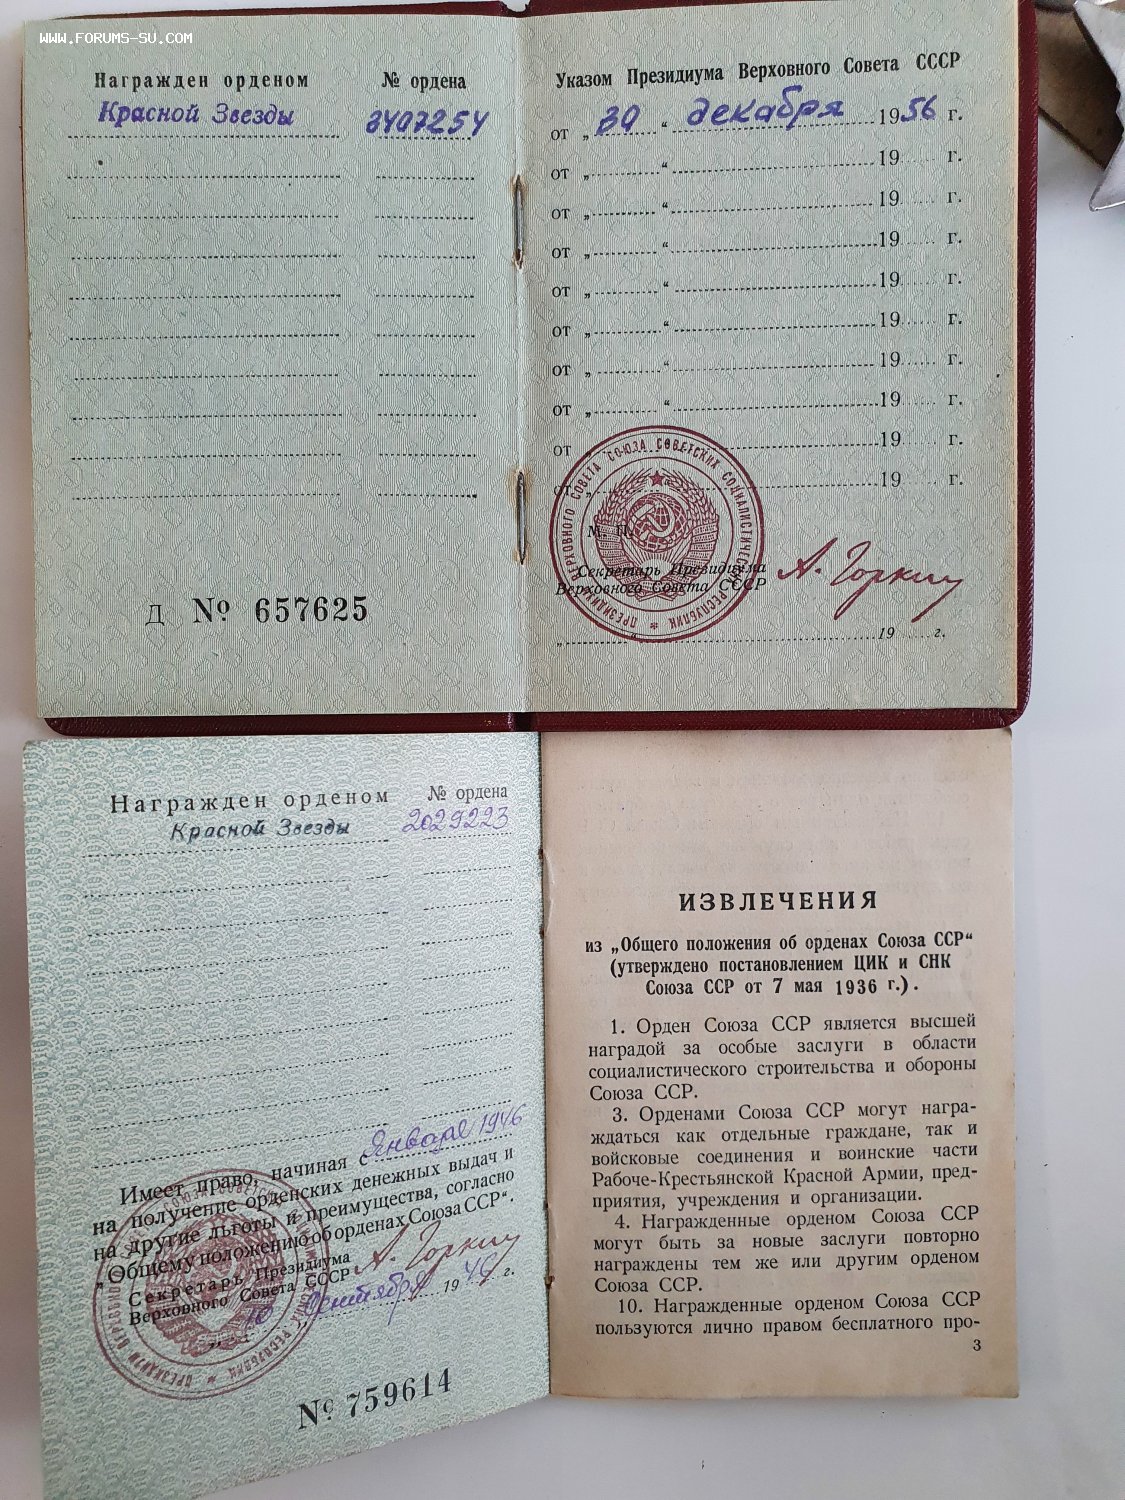 WWW.FORUMS-SU.COM
Награжден орденом № ордена
Красной Звезды 3407254
Указом Президиума Верховного Совета СССР
от „ 30 “ декабря 1956 г.
от „ “ 19 г.
от „ “ 19 г.
от „ “ 19 г.
от „ “ 19 г.
от „ “ 19 г.
от „ “ 19 г.
от „ “ 19 г.
от „ “ 19 г.
от „ “ 19 г.
М. П.
Секретарь Президиума
Верховного Совета СССР А. Горкин
„ “ 19 г.
ПРЕЗИДИУМ ВЕРХОВНОГО СОВЕТА СОЮЗА СОВЕТСКИХ СОЦИАЛИСТИЧЕСКИХ РЕСПУБЛИК
Д № 657625
Награжден орденом № ордена
Красной Звезды 2029223
Имеет право, начиная с Января 1946
на получение орденских денежных выдач и
на другие льготы и преимущества, согласно
„Общему положению об орденах Союза ССР“.
Секретарь Президиума
Верховного Совета СССР А. Горкин
10 сентября 1946 г.
№ 759614
ИЗВЛЕЧЕНИЯ
из „Общего положения об орденах Союза ССР“
(утверждено постановлением ЦИК и СНК
Союза ССР от 7 мая 1936 г.).
1. Орден Союза ССР является высшей
наградой за особые заслуги в области
социалистического строительства и обороны
Союза ССР.
3. Орденами Союза ССР могут награ-
ждаться как отдельные граждане, так и
войсковые соединения и воинские части
Рабоче-Крестьянской Красной Армии, пред-
приятия, учреждения и организации.
4. Награжденные орденом Союза ССР
могут быть за новые заслуги повторно
награждены тем же или другим орденом
Союза ССР.
10. Награжденные орденом Союза ССР
пользуются лично правом бесплатного про-
3